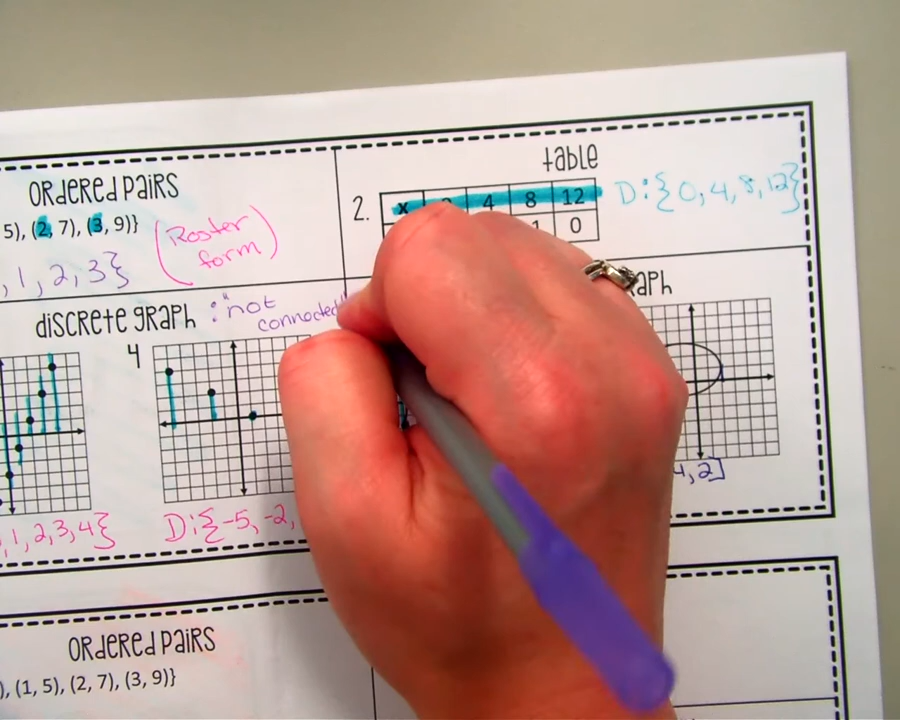 ORdeRed PAIRS
5), (2, 7), (3, 9)}
, 1, 2, 3}
(Roster form)
table
2.
x 4 8 12
1 0
D:{0,4,8,12}
discrete graph : "not connected
4
,1,2,3,4}
D:{-5,-2,
4,2]
ORdeRed PAIRS
), (1, 5), (2, 7), (3, 9)}